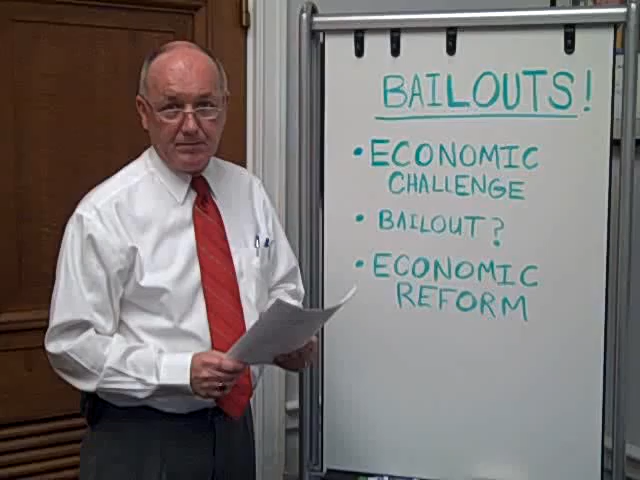 BAILOUTS!
• ECONOMIC
CHALLENGE
• BAILOUT?
• ECONOMIC
REFORM